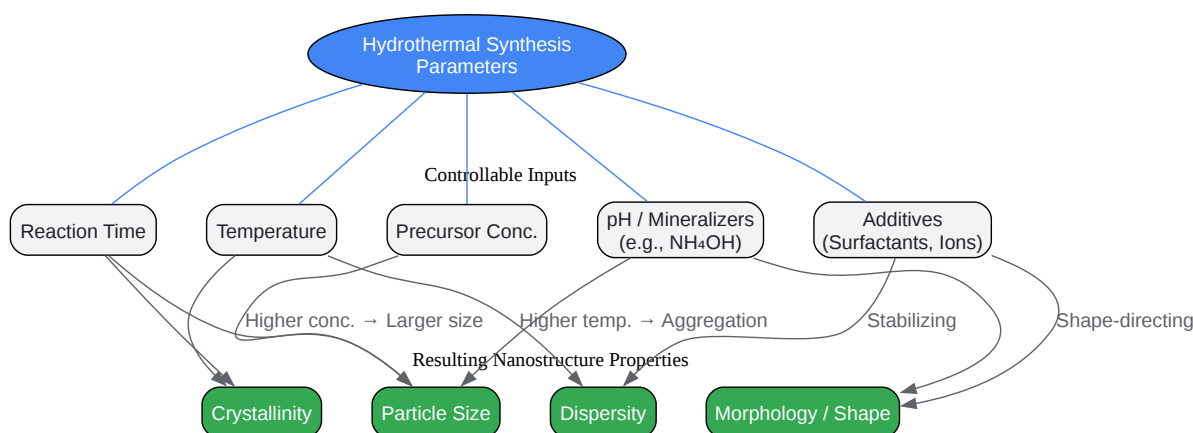 Hydrothermal Synthesis
Parameters
Controllable Inputs
Reaction Time
Temperature
Precursor Conc.
pH / Mineralizers
(e.g., NH₄OH)
Additives
(Surfactants, Ions)
Higher conc. → Larger size
Higher temp. → Aggregation
Stabilizing
Shape-directing
Resulting Nanostructure Properties
Crystallinity
Particle Size
Dispersity
Morphology / Shape